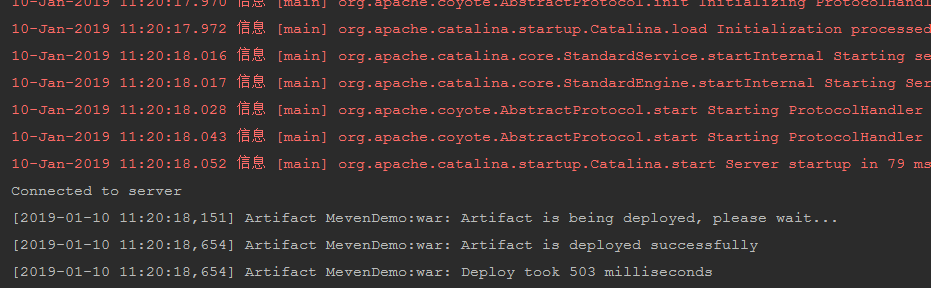 10-Jan-2019 11:20:17.970 信息 [main] org.apache.coyote.AbstractProtocol.init Initializing ProtocolHandl
10-Jan-2019 11:20:17.972 信息 [main] org.apache.catalina.startup.Catalina.load Initialization processed
10-Jan-2019 11:20:18.016 信息 [main] org.apache.catalina.core.StandardService.startInternal Starting se
10-Jan-2019 11:20:18.017 信息 [main] org.apache.catalina.core.StandardEngine.startInternal Starting Ser
10-Jan-2019 11:20:18.028 信息 [main] org.apache.coyote.AbstractProtocol.start Starting ProtocolHandler
10-Jan-2019 11:20:18.043 信息 [main] org.apache.coyote.AbstractProtocol.start Starting ProtocolHandler
10-Jan-2019 11:20:18.052 信息 [main] org.apache.catalina.startup.Catalina.start Server startup in 79 ms
Connected to server
[2019-01-10 11:20:18,151] Artifact MevenDemo:war: Artifact is being deployed, please wait...
[2019-01-10 11:20:18,654] Artifact MevenDemo:war: Artifact is deployed successfully
[2019-01-10 11:20:18,654] Artifact MevenDemo:war: Deploy took 503 milliseconds